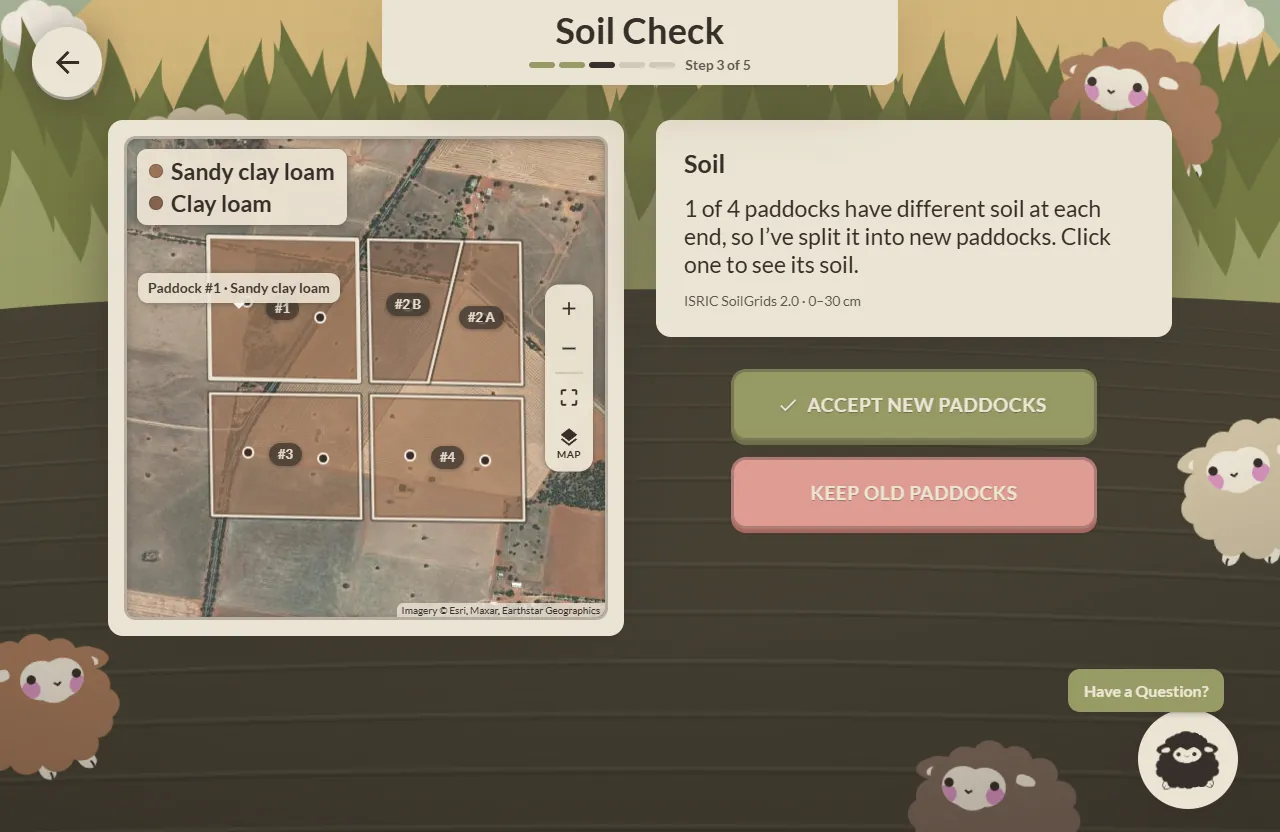 Soil Check
Step 3 of 5
Sandy clay loam
Clay loam
Paddock #1 · Sandy clay loam
#1
#2 B
#2 A
#3
#4
MAP
Imagery © Esri, Maxar, Earthstar Geographics
Soil
1 of 4 paddocks have different soil at each
end, so I’ve split it into new paddocks. Click
one to see its soil.
ISRIC SoilGrids 2.0 · 0–30 cm
ACCEPT NEW PADDOCKS
KEEP OLD PADDOCKS
Have a Question?